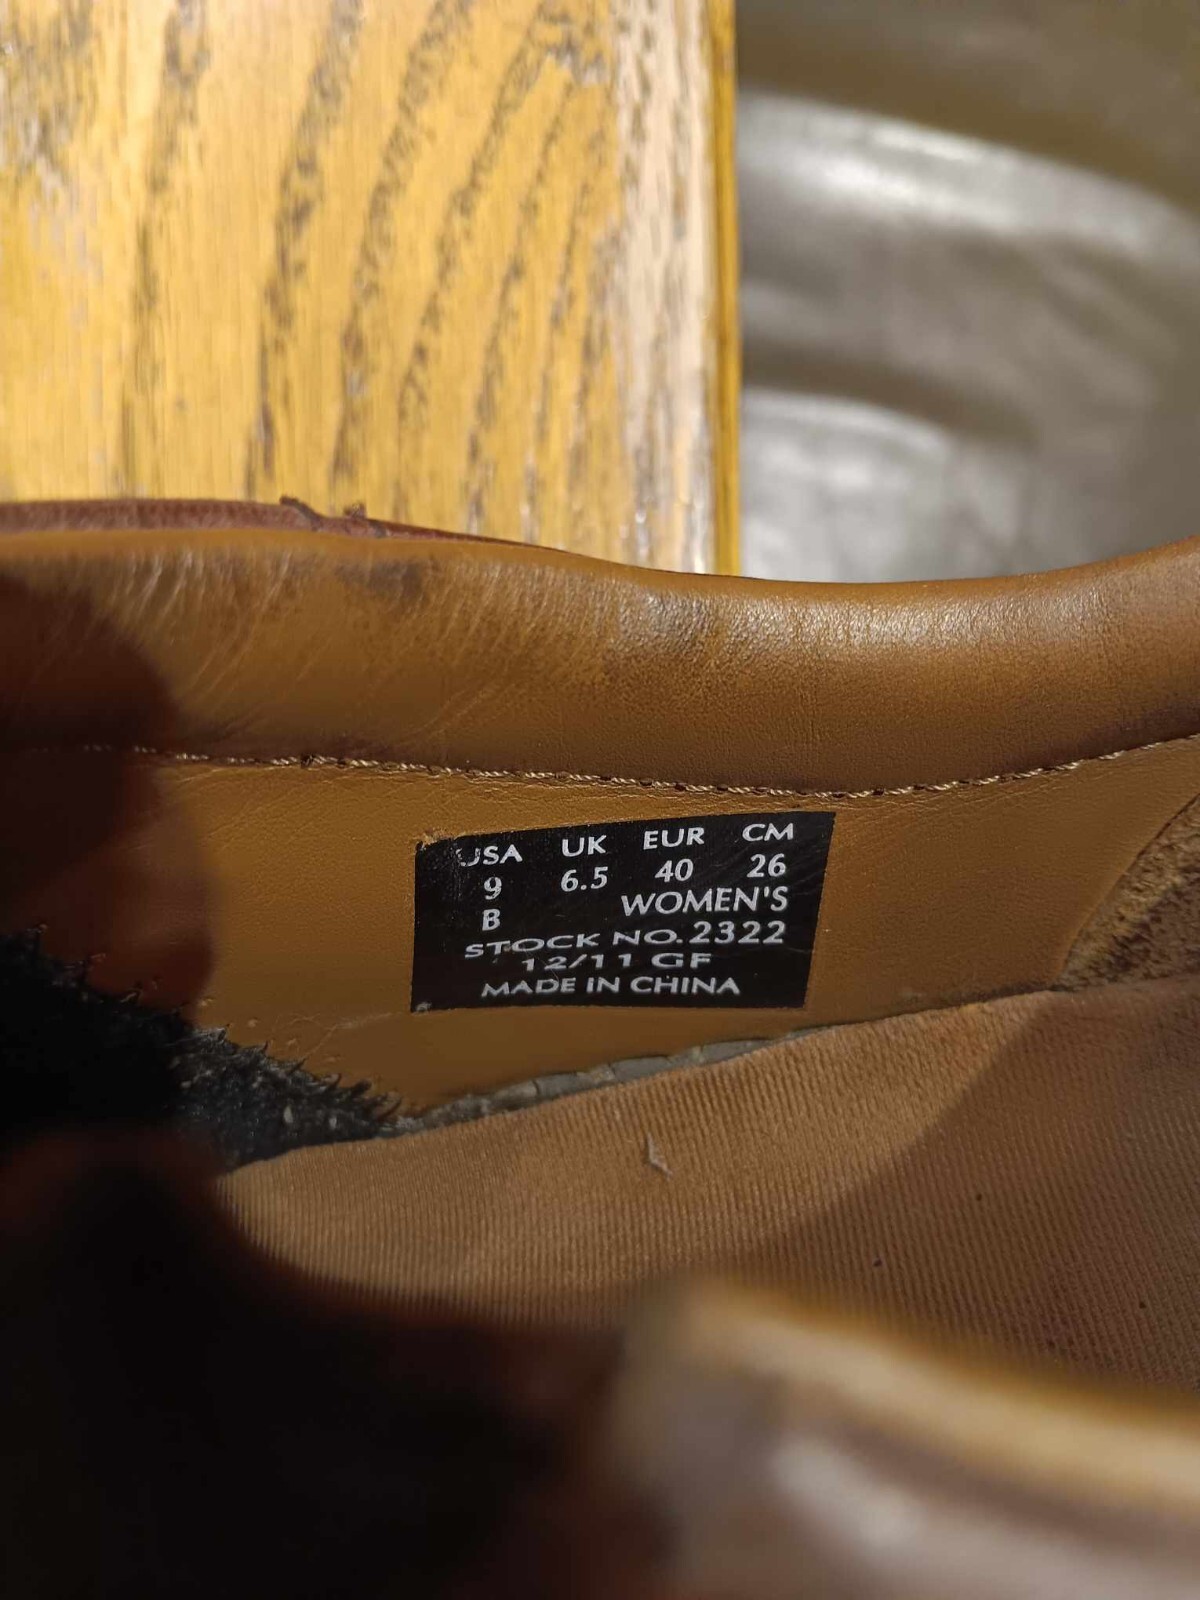 USA UK EUR CM
9 6.5 40 26
B WOMEN'S
STOCK NO.2322
12/11 GF
MADE IN CHINA